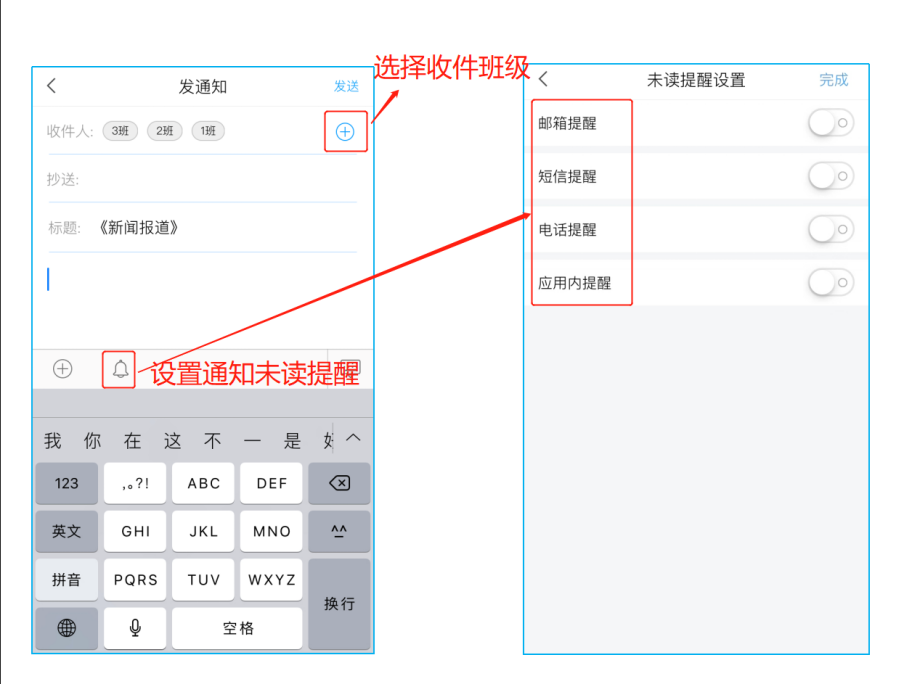 选择收件班级
发通知
发送
收件人: 3班 2班 1班
抄送:
标题: 《新闻报道》
设置通知未读提醒
我 你 在 这 不 一 是
123 ,。?! ABC DEF
英文 GHI JKL MNO ^^
拼音 PQRS TUV WXYZ
换行
空格
未读提醒设置
完成
邮箱提醒
短信提醒
电话提醒
应用内提醒